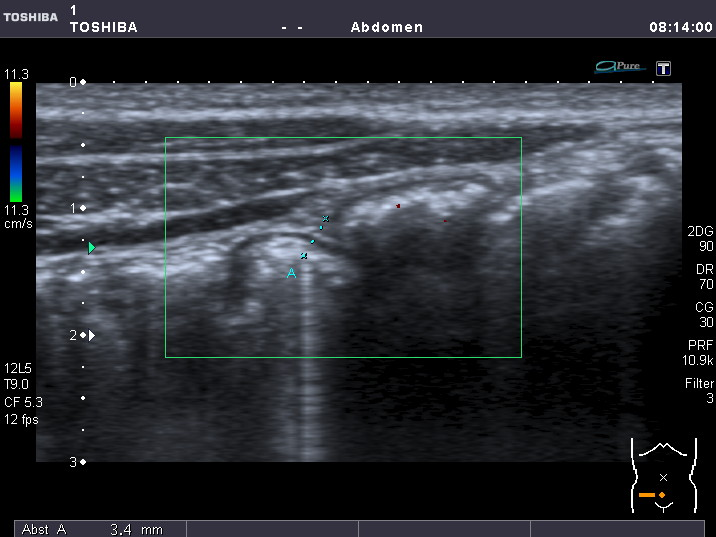 TOSHIBA
1
TOSHIBA - - Abdomen 08:14:00
aPure T
11.3
11.3
cm/s
0
1
2
3
A
2DG
90
DR
70
CG
30
PRF
10.9k
Filter
3
12L5
T9.0
CF 5.3
12 fps
Abst A 3.4 mm